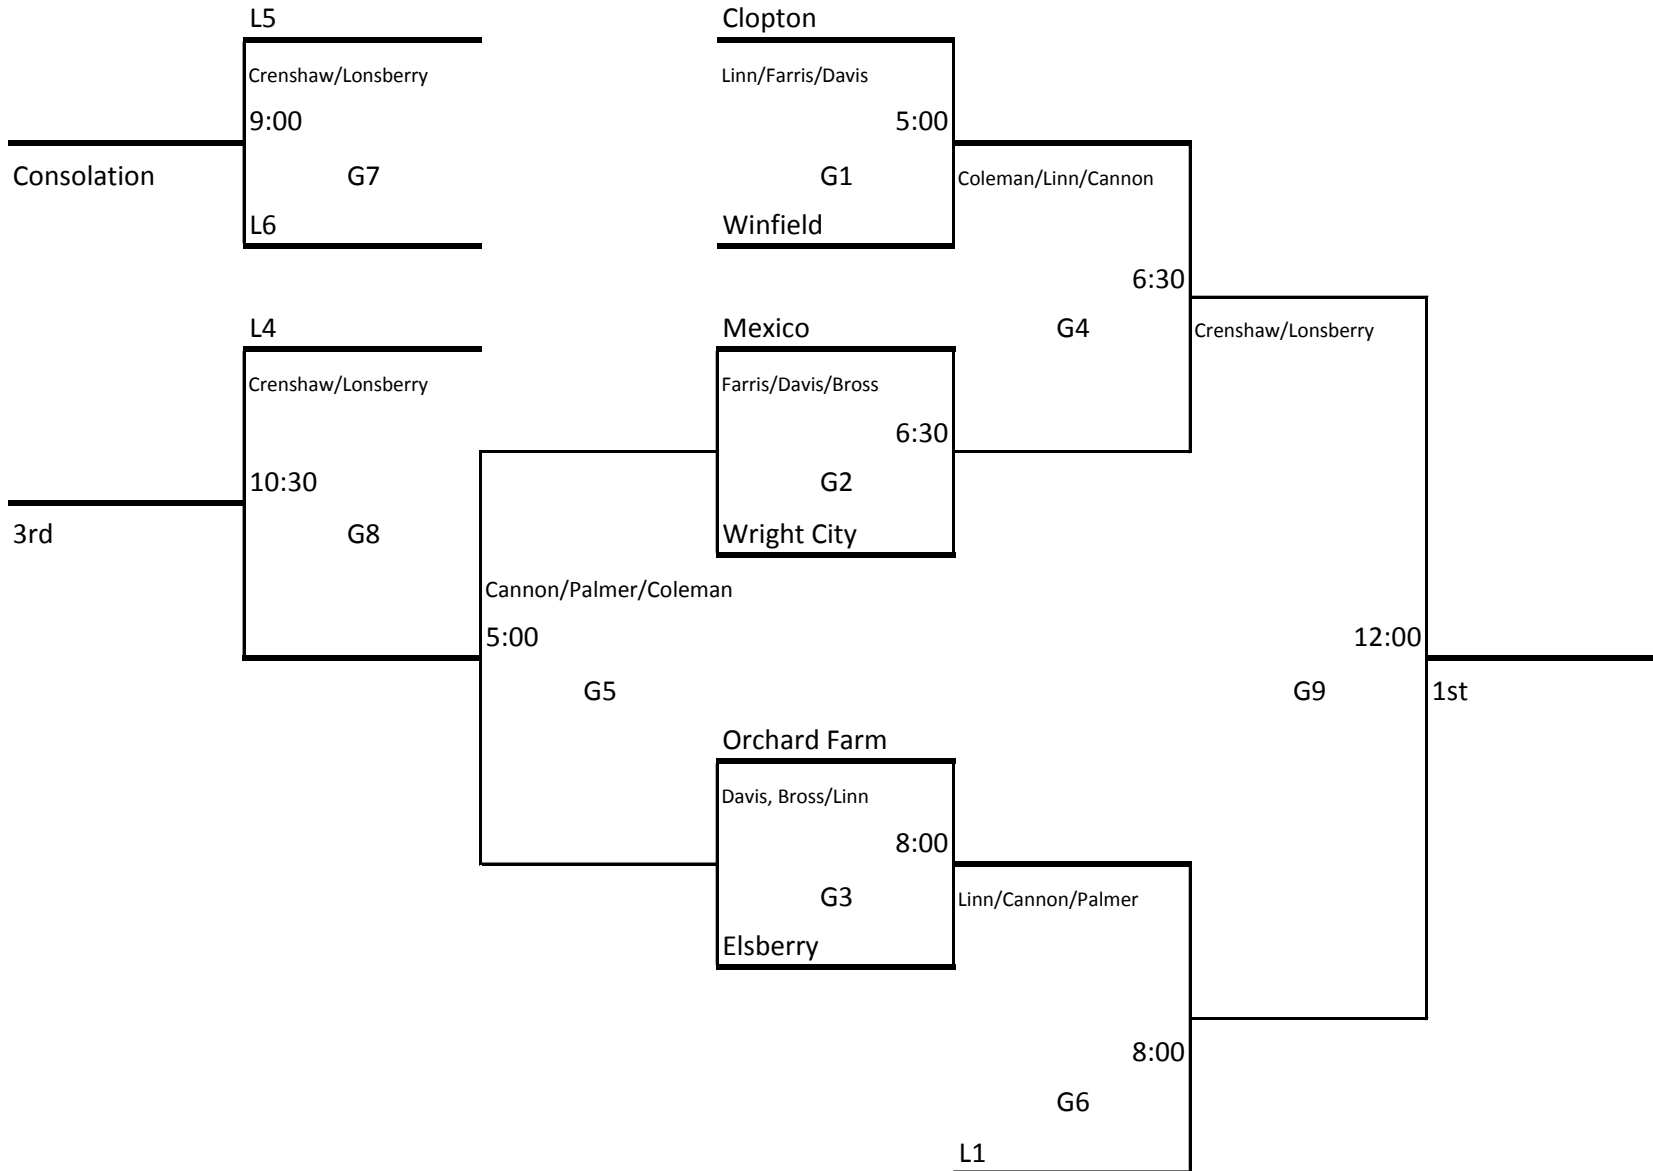 L5
Clopton
Crenshaw/Lonsberry
Linn/Farris/Davis
9:00
5:00
Consolation
G7
G1
Coleman/Linn/Cannon
L6
Winfield
6:30
L4
Mexico
G4
Crenshaw/Lonsberry
Crenshaw/Lonsberry
Farris/Davis/Bross
6:30
10:30
G2
3rd
G8
Wright City
Cannon/Palmer/Coleman
5:00
12:00
G5
G9
1st
Orchard Farm
Davis, Bross/Linn
8:00
G3
Linn/Cannon/Palmer
Elsberry
8:00
G6
L1